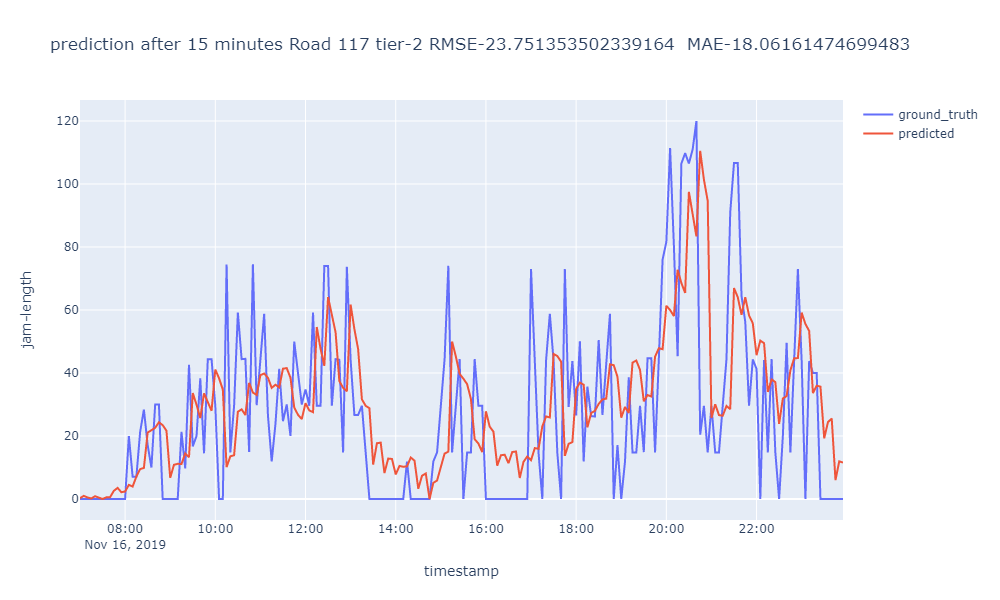 prediction after 15 minutes Road 117 tier-2 RMSE-23.751353502339164  MAE-18.06161474699483
ground_truth
predicted
120
100
80
60
40
20
0
jam-length
08:00 10:00 12:00 14:00 16:00 18:00 20:00 22:00
Nov 16, 2019
timestamp